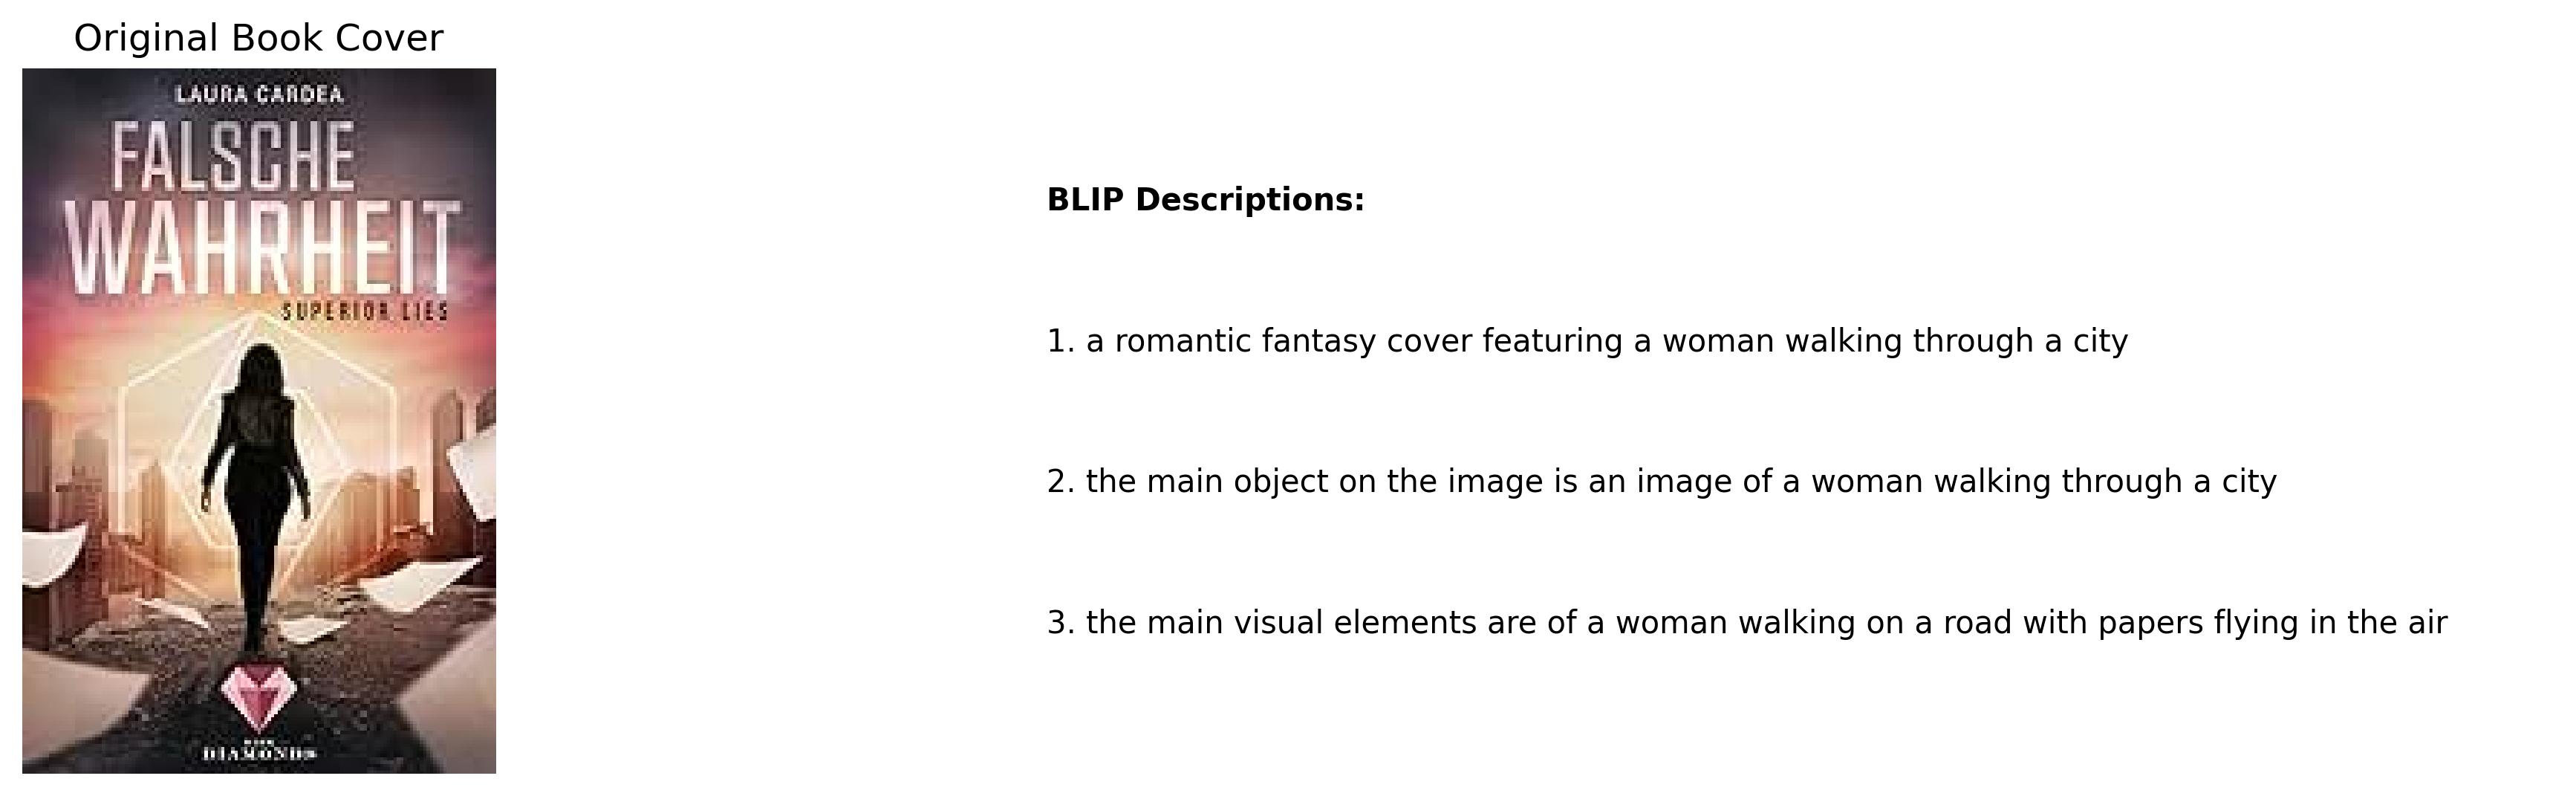 Original Book Cover
LAURA CARDEA
FALSCHE
WAHRHEIT
SUPERIOR LIES
DIAMONDS
BLIP Descriptions:
1. a romantic fantasy cover featuring a woman walking through a city
2. the main object on the image is an image of a woman walking through a city
3. the main visual elements are of a woman walking on a road with papers flying in the air